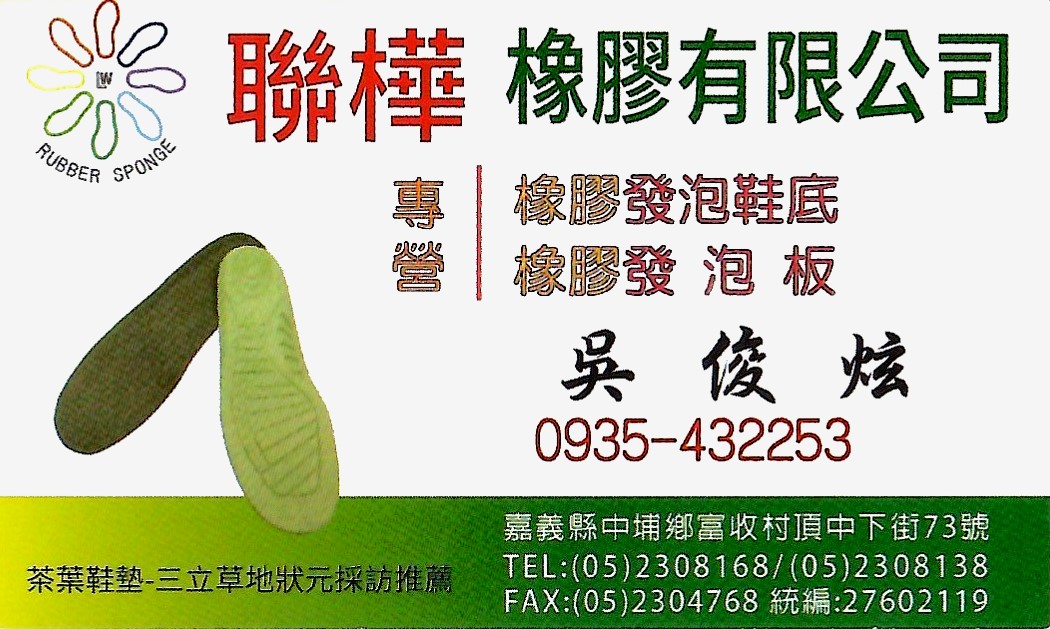 LW
RUBBER SPONGE
聯樺 橡膠有限公司
專營
橡膠發泡鞋底
橡膠發泡板
吳俊炫
0935-432253
嘉義縣中埔鄉富收村頂中下街73號
TEL:(05)2308168/(05)2308138
FAX:(05)2304768 統編:27602119
茶葉鞋墊-三立草地狀元採訪推薦